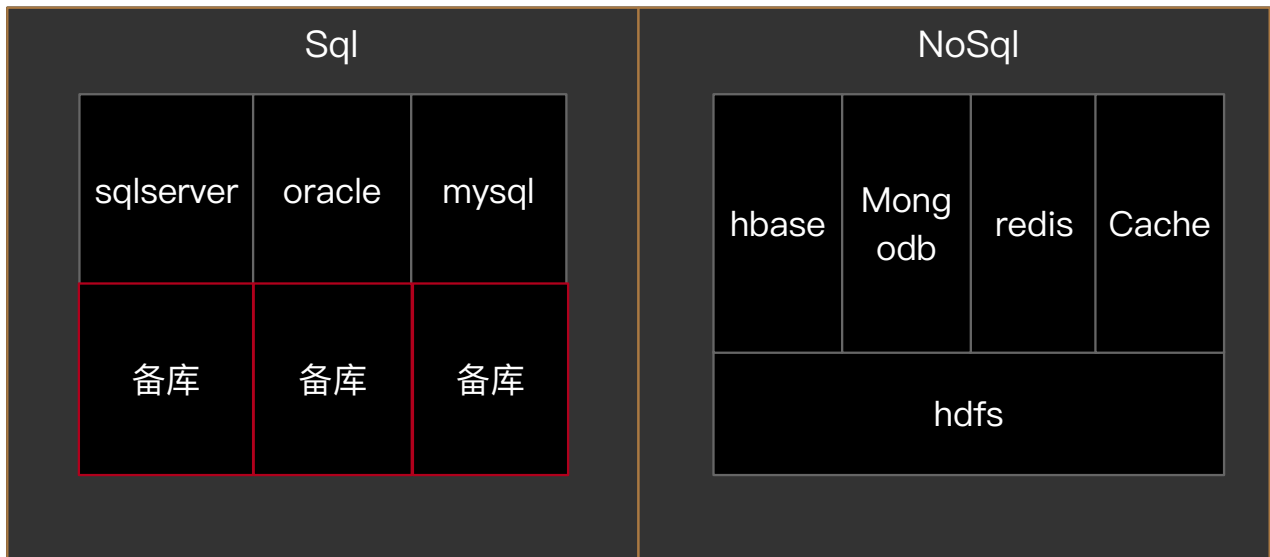 Sql
sqlserver
oracle
mysql
备库
备库
备库
NoSql
hbase
Mong
odb
redis
Cache
hdfs